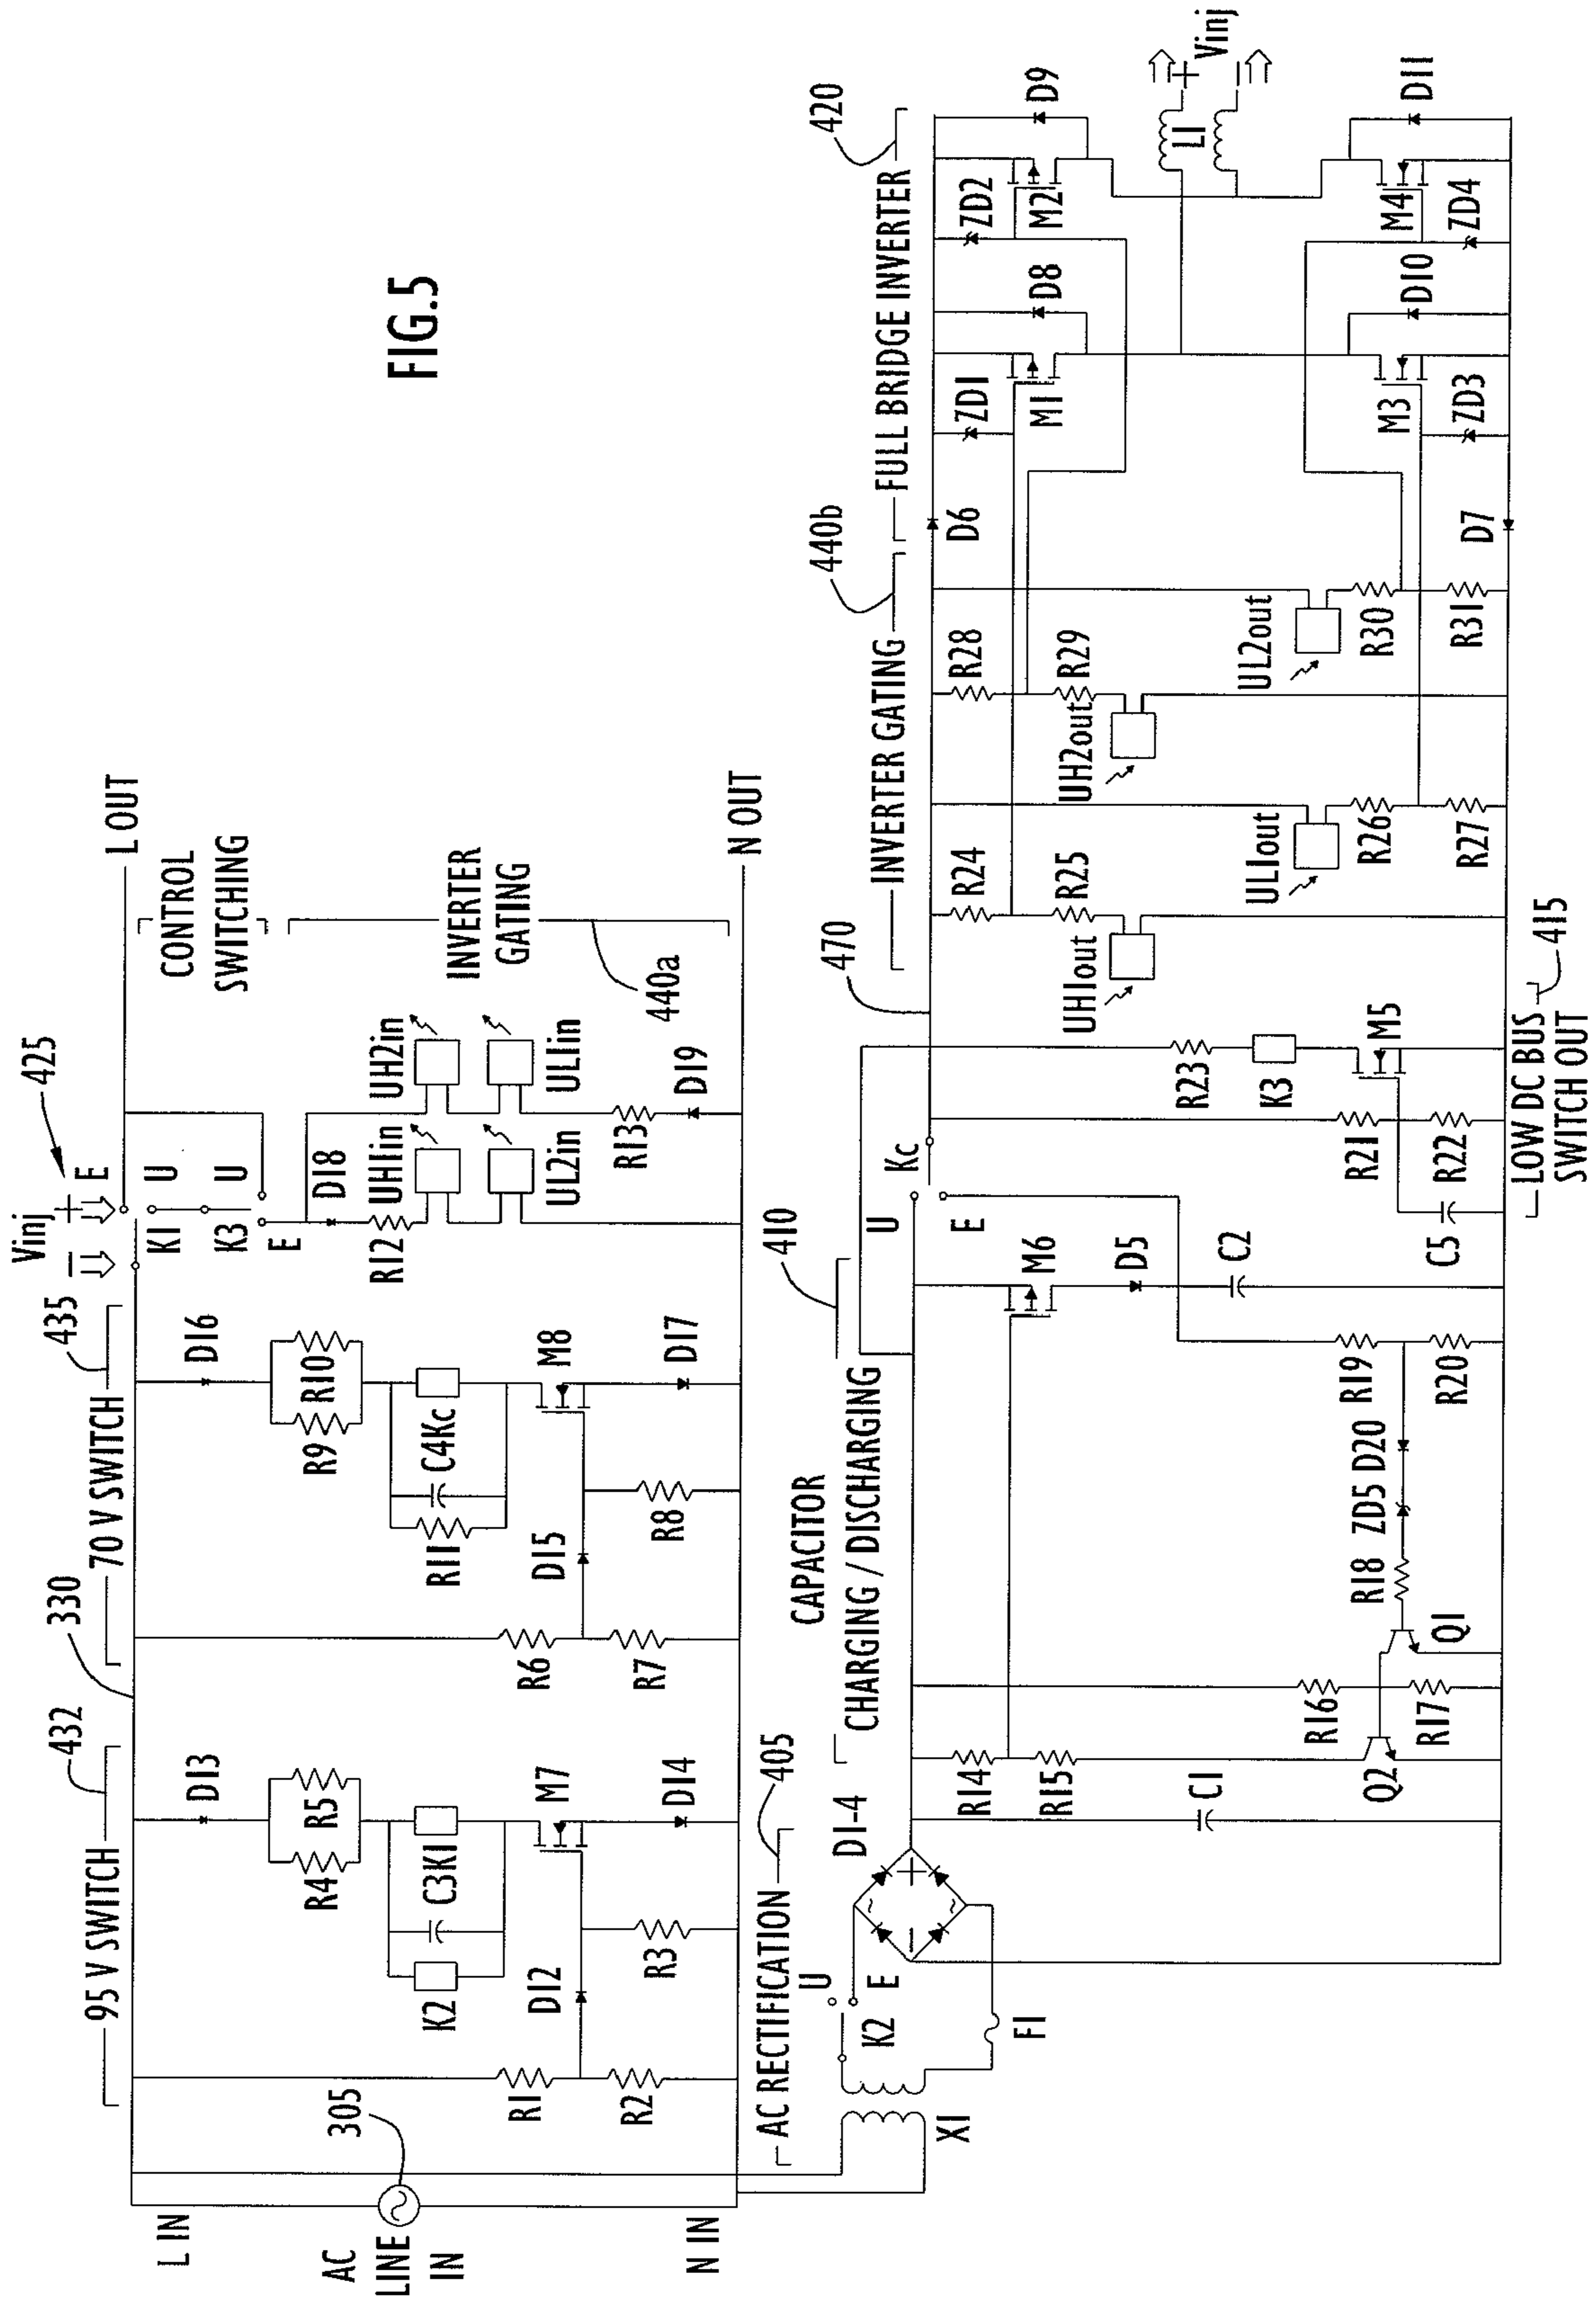 FIG.5
Vinj
+
−
425
E
L OUT
432
330
435
95 V SWITCH
70 V SWITCH
K1
U
K3
U
E
CONTROL
SWITCHING
L IN
AC
LINE
IN
305
N IN
D13
R4
R5
K2
C3
K1
M7
D14
D12
R1
R2
R3
D16
R9
R10
R11
C4
Kc
M8
D17
D15
R6
R7
R8
D18
R12
UH1in
UL2in
UH2in
UL1in
R13
D19
INVERTER
GATING
440a
N OUT
AC RECTIFICATION
405
CAPACITOR
CHARGING / DISCHARGING
410
470
INVERTER GATING
440b
FULL BRIDGE INVERTER
420
X1
K2
U
E
F1
D1-4
+
−
~
~
C1
R14
R15
Q2
R16
R17
Q1
R18
ZD5
D20
R19
R20
M6
D5
C2
U
E
Kc
C5
R21
R22
R23
K3
M5
LOW DC BUS
SWITCH OUT
415
R24
R25
UH1out
UL1out
R26
R27
R28
R29
UH2out
UL2out
R30
R31
D6
D7
ZD1
M1
D8
ZD2
M2
D9
M3
ZD3
D10
M4
ZD4
D11
L1
+
Vinj
−